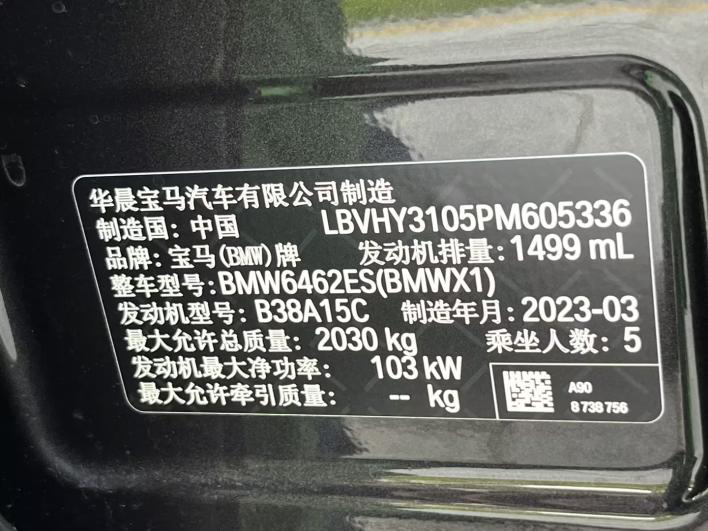 华晨宝马汽车有限公司制造
制造国: 中国 LBVHY3105PM605336
品牌: 宝马(BMW)牌 发动机排量: 1499 mL
整车型号: BMW6462ES(BMWX1)
发动机型号: B38A15C 制造年月: 2023-03
最大允许总质量: 2030 kg 乘坐人数: 5
发动机最大净功率: 103 kW
最大允许牵引质量: -- kg
A90
8 738 756